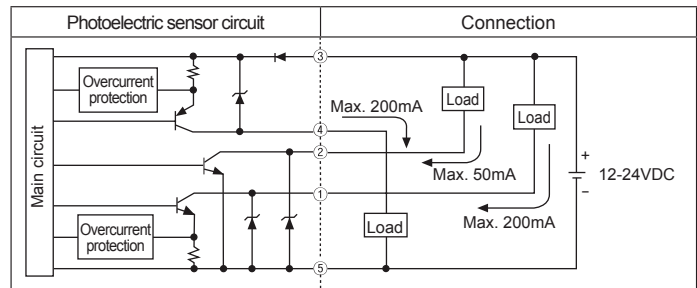 Photoelectric sensor circuit
Connection
Main circuit
Overcurrent
protection
③
Load
Load
Max. 200mA
④
②
Max. 50mA
+
12-24VDC
−
①
Max. 200mA
Overcurrent
protection
Load
⑤